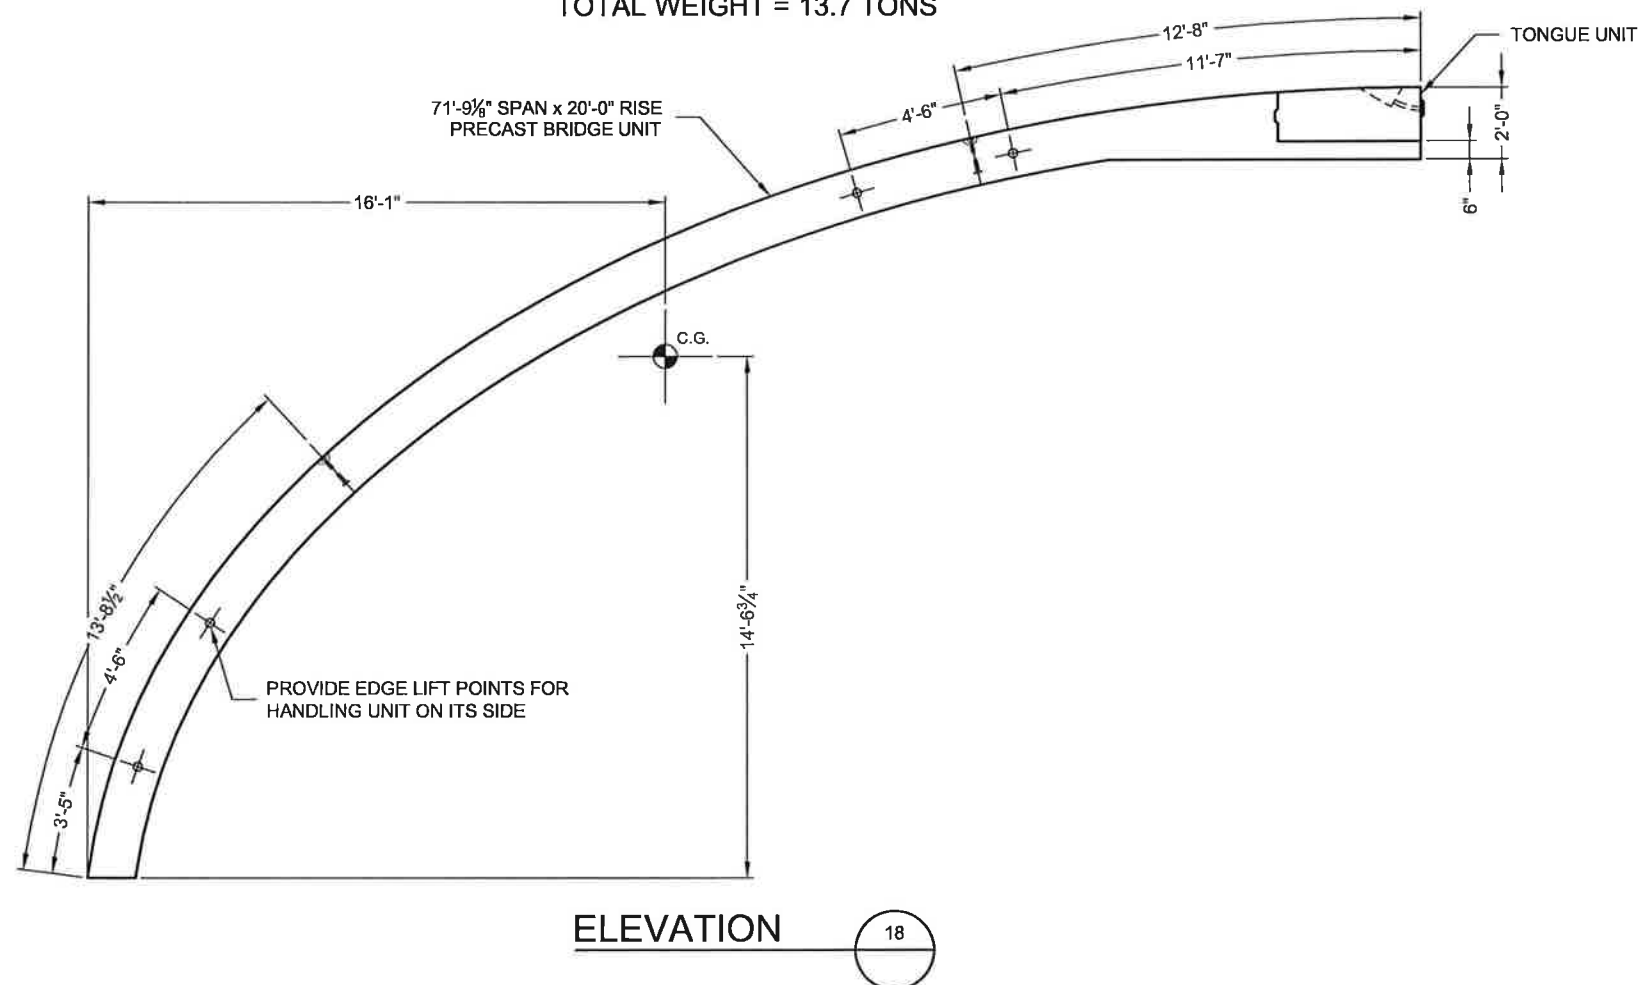 TOTAL WEIGHT = 13.7 TONS
12'-8"
TONGUE UNIT
11'-7"
71'-9⅛" SPAN x 20'-0" RISE
PRECAST BRIDGE UNIT
4'-6"
2'-0"
6"
16'-1"
C.G.
13'-8½"
4'-6"
14'-6¾"
PROVIDE EDGE LIFT POINTS FOR
HANDLING UNIT ON ITS SIDE
3'-5"
ELEVATION
18